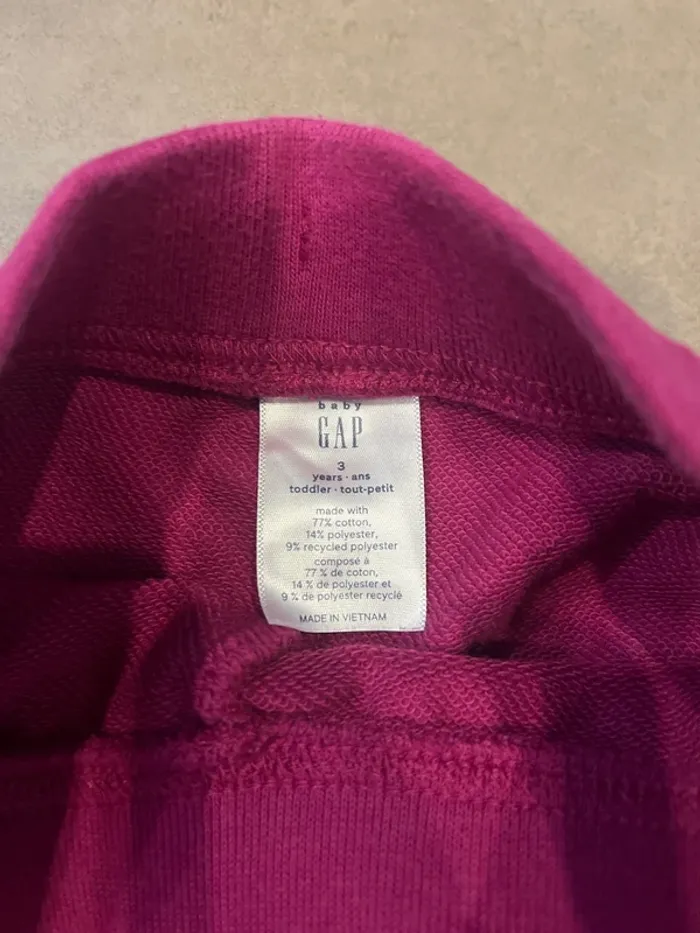 baby
GAP
3
years · ans
toddler · tout-petit
made with
77% cotton,
14% polyester,
9% recycled polyester
composé à
77 % de coton,
14 % de polyester et
9 % de polyester recyclé
MADE IN VIETNAM